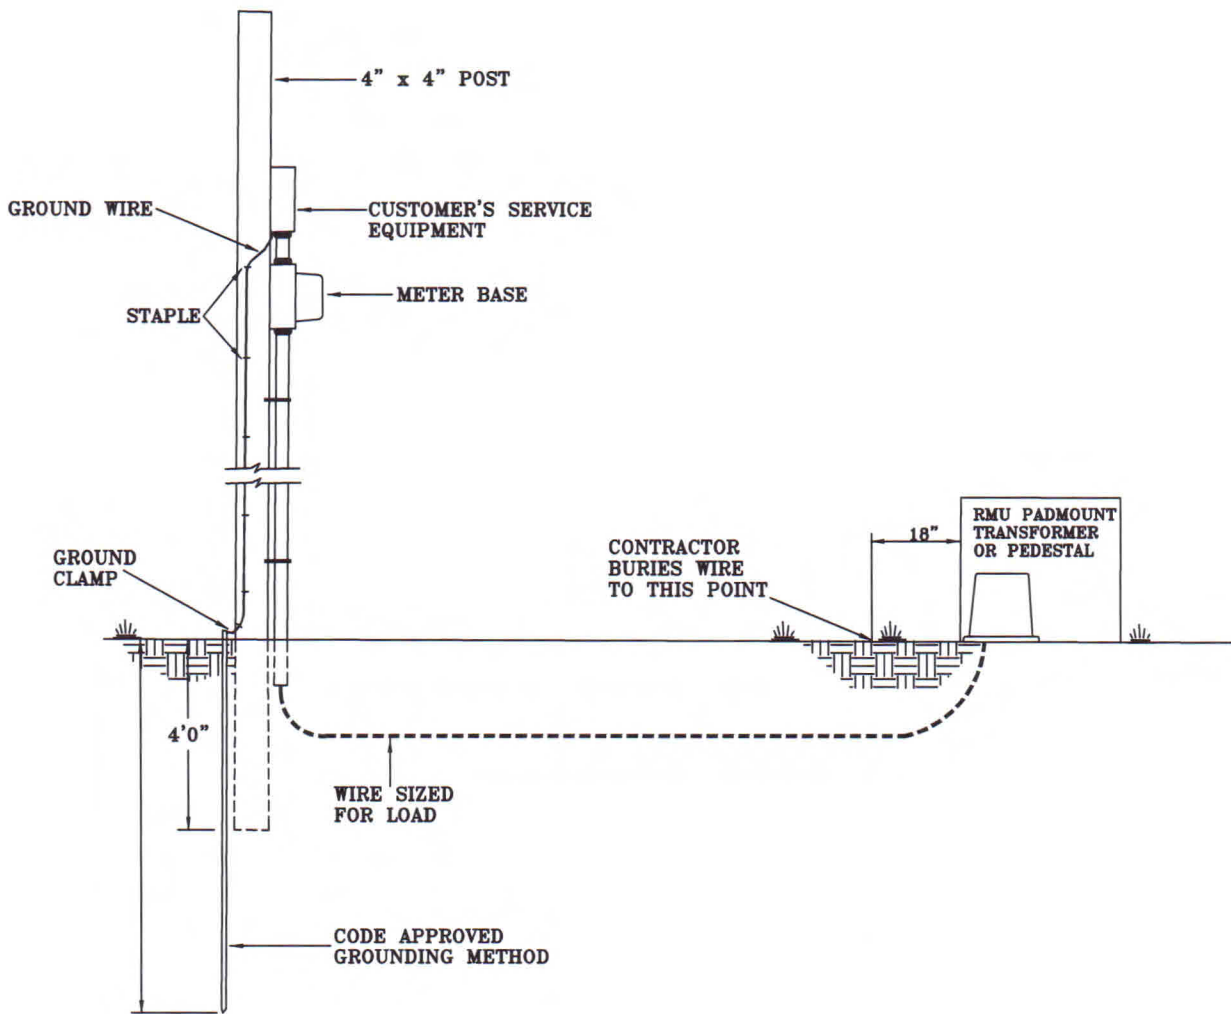 4" x 4" POST
GROUND WIRE
CUSTOMER'S SERVICE
EQUIPMENT
METER BASE
STAPLE
GROUND
CLAMP
CONTRACTOR
BURIES WIRE
TO THIS POINT
18"
RMU PADMOUNT
TRANSFORMER
OR PEDESTAL
4'0"
WIRE SIZED
FOR LOAD
CODE APPROVED
GROUNDING METHOD